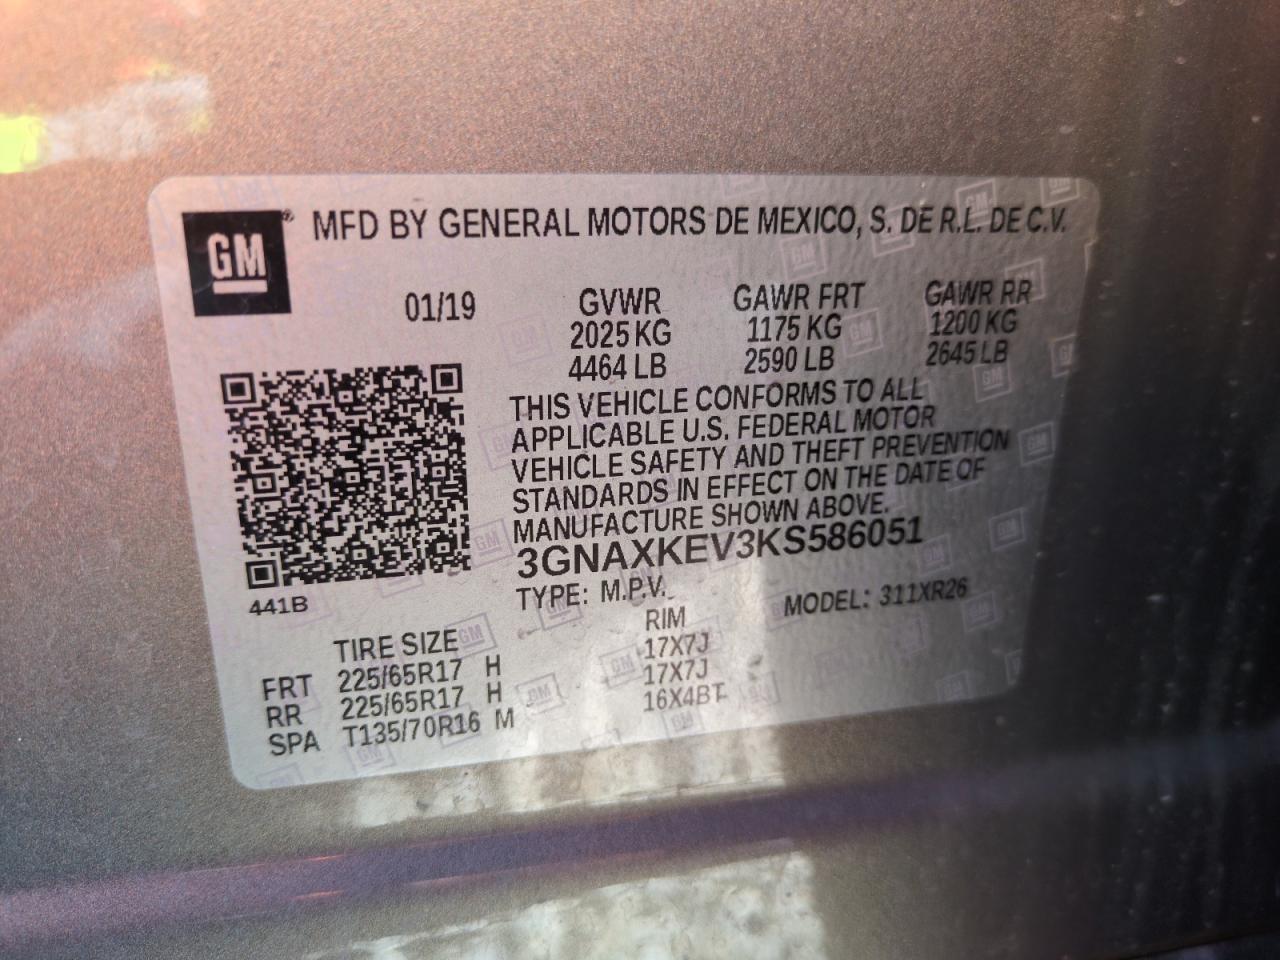 GM® MFD BY GENERAL MOTORS DE MEXICO, S. DE R.L. DE C.V.
01/19 GVWR GAWR FRT GAWR RR
2025 KG 1175 KG 1200 KG
4464 LB 2590 LB 2645 LB
THIS VEHICLE CONFORMS TO ALL
APPLICABLE U.S. FEDERAL MOTOR
VEHICLE SAFETY AND THEFT PREVENTION
STANDARDS IN EFFECT ON THE DATE OF
MANUFACTURE SHOWN ABOVE.
3GNAXKEV3KS586051
441B
TYPE: M.P.V. MODEL: 311XR26
TIRE SIZE RIM
FRT 225/65R17 H 17X7J
RR 225/65R17 H 17X7J
SPA T135/70R16 M 16X4BT